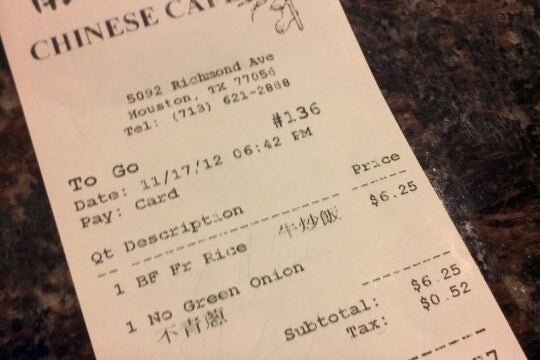 CHINESE CAFE
5092 Richmond Ave
Houston, TX 77056
Tel: (713) 621-2888
#136
To Go
Date: 11/17/12 06:42 PM
Pay: Card
Qt Description Price
1 BF Fr Rice 牛炒飯 $6.25
1 No Green Onion
不青蔥
Subtotal: $6.25
Tax: $0.52